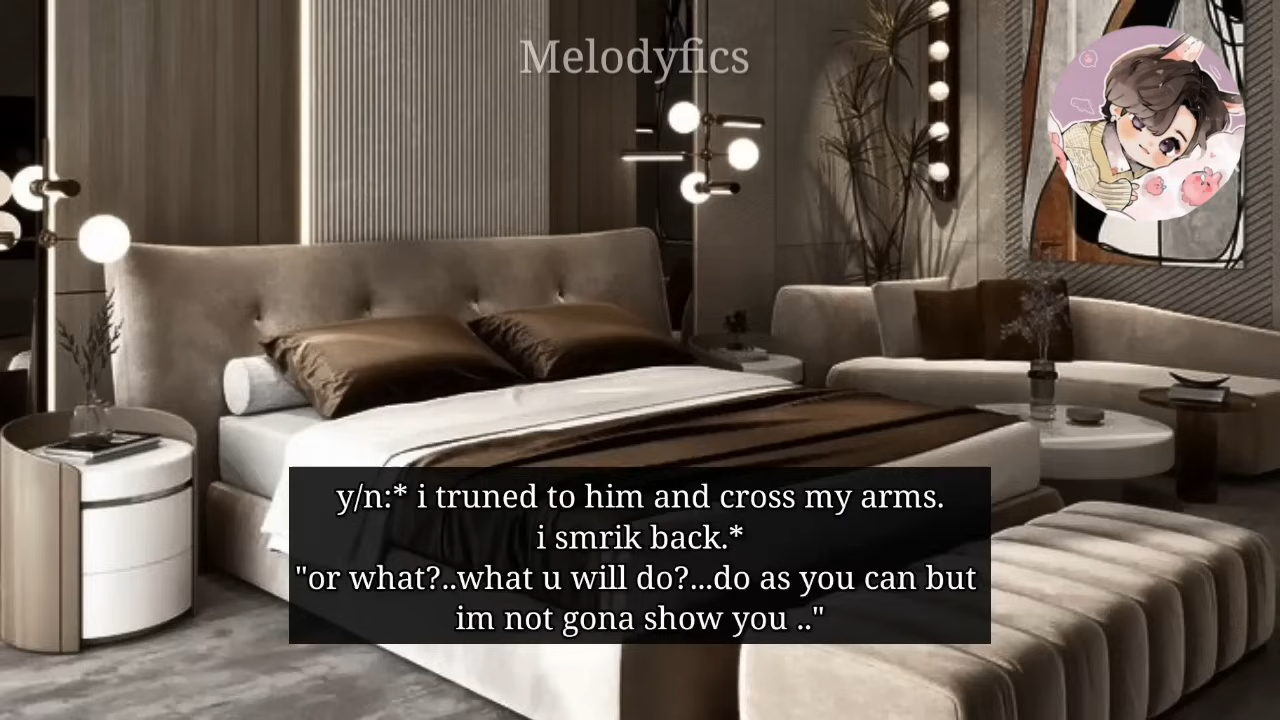 Melodyfics
y/n:* i truned to him and cross my arms.
i smrik back.*
"or what?..what u will do?...do as you can but
im not gona show you .."